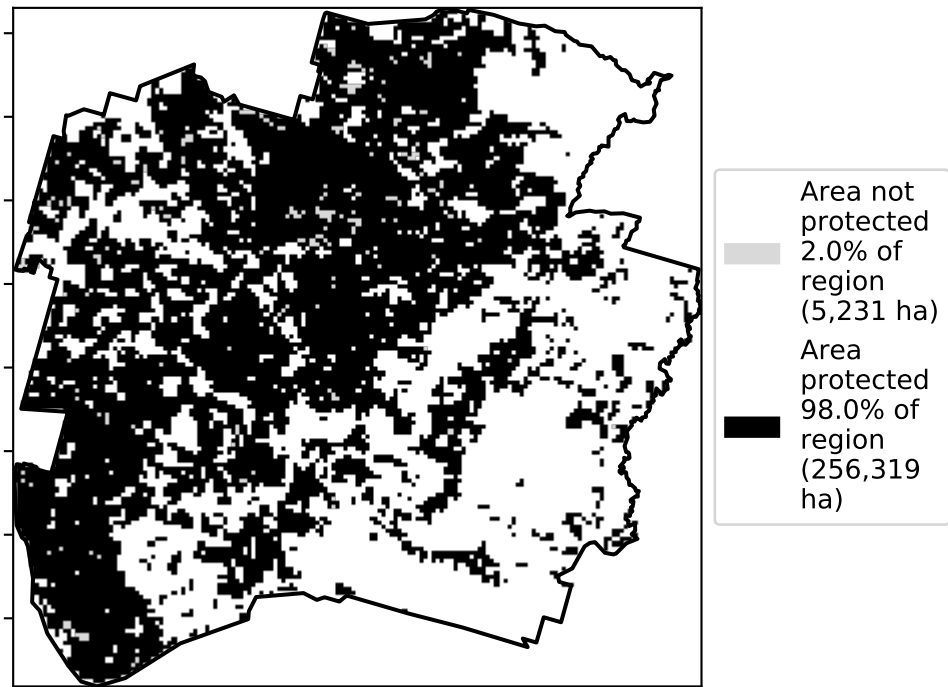 Area not
protected
2.0% of
region
(5,231 ha)
Area
protected
98.0% of
region
(256,319
ha)